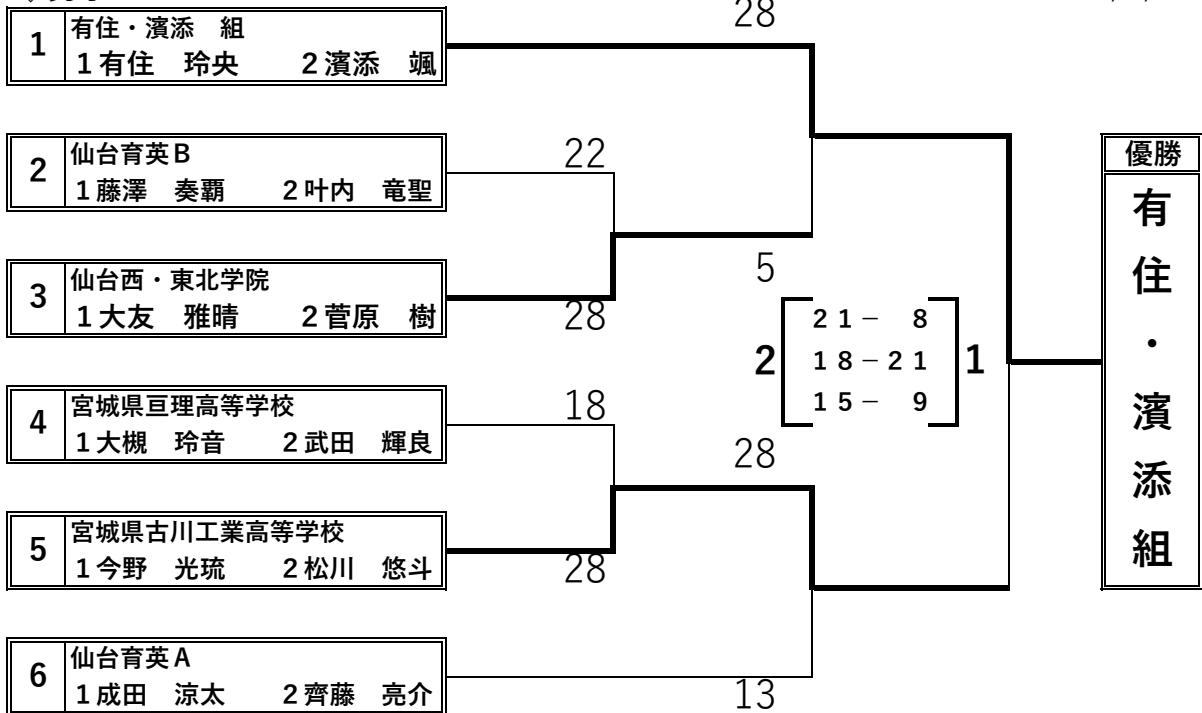 28
1
有住・濱添　組
1有住　玲央　2濱添　颯
2
仙台育英B
1藤澤　奏覇　2叶内　竜聖
22
優勝
有住・濱添組
3
仙台西・東北学院
1大友　雅晴　2菅原　樹
28
5
2
21－ 8
18－21
15－ 9
1
4
宮城県亘理高等学校
1大槻　玲音　2武田　輝良
18
28
5
宮城県古川工業高等学校
1今野　光琉　2松川　悠斗
28
6
仙台育英A
1成田　涼太　2齊藤　亮介
13